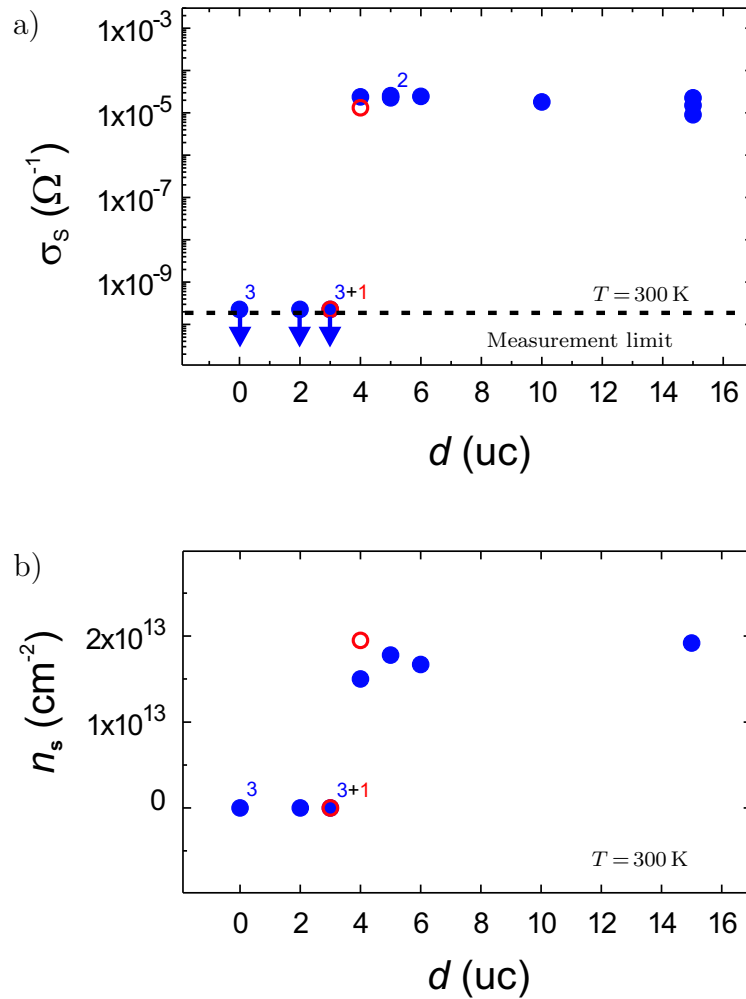 a)
1x10⁻³
1x10⁻⁵
1x10⁻⁷
1x10⁻⁹
σ_S (Ω⁻¹)
2
3
3+1
T = 300 K
Measurement limit
0 2 4 6 8 10 12 14 16
d (uc)
b)
2x10¹³
1x10¹³
0
n_s (cm⁻²)
3
3+1
T = 300 K
0 2 4 6 8 10 12 14 16
d (uc)